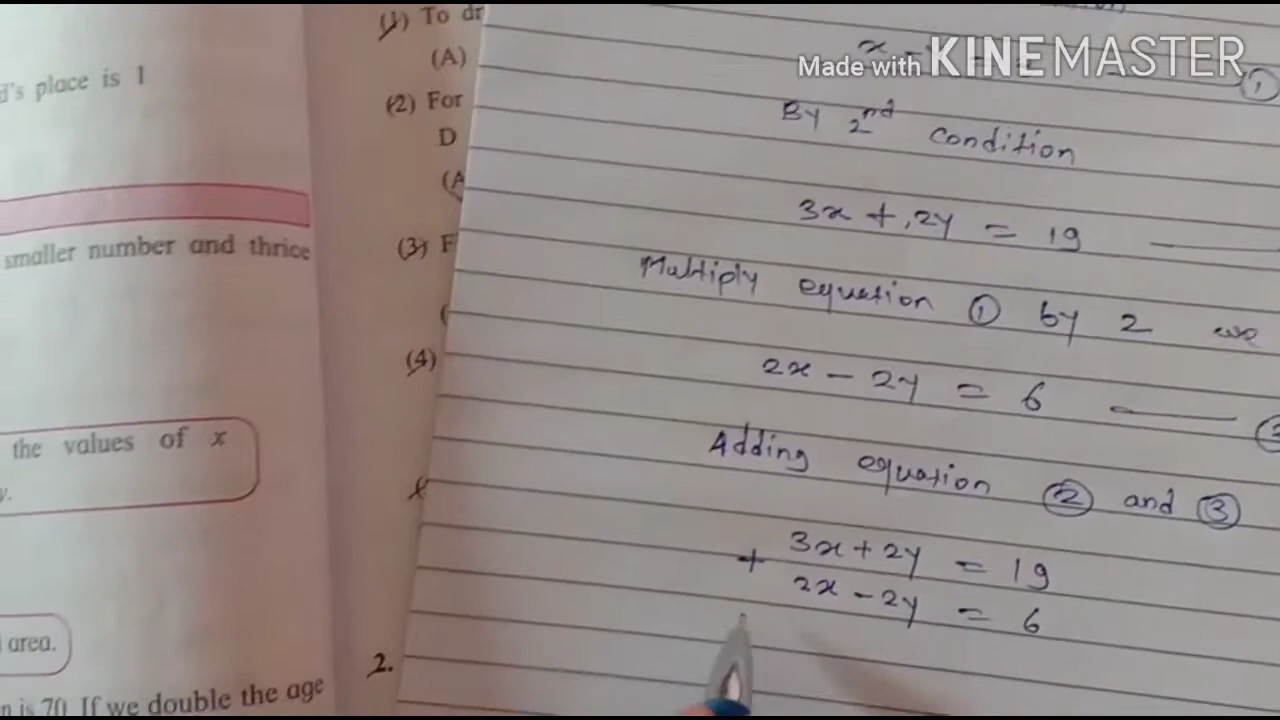 d's place is 1
smaller number and thrice
the values of x
y.
area.
n is 70. If we double the age
(1) To dr
(A)
(2) For
D
(A
(3) F
(
(4)
2.
Made with KINEMASTER
x - 1
By 2nd Condition
3x + 2y = 19
Multiply equation 1 by 2 we
2x - 2y = 6
Adding equation 2 and 3
3x + 2y = 19
+ 2x - 2y = 6